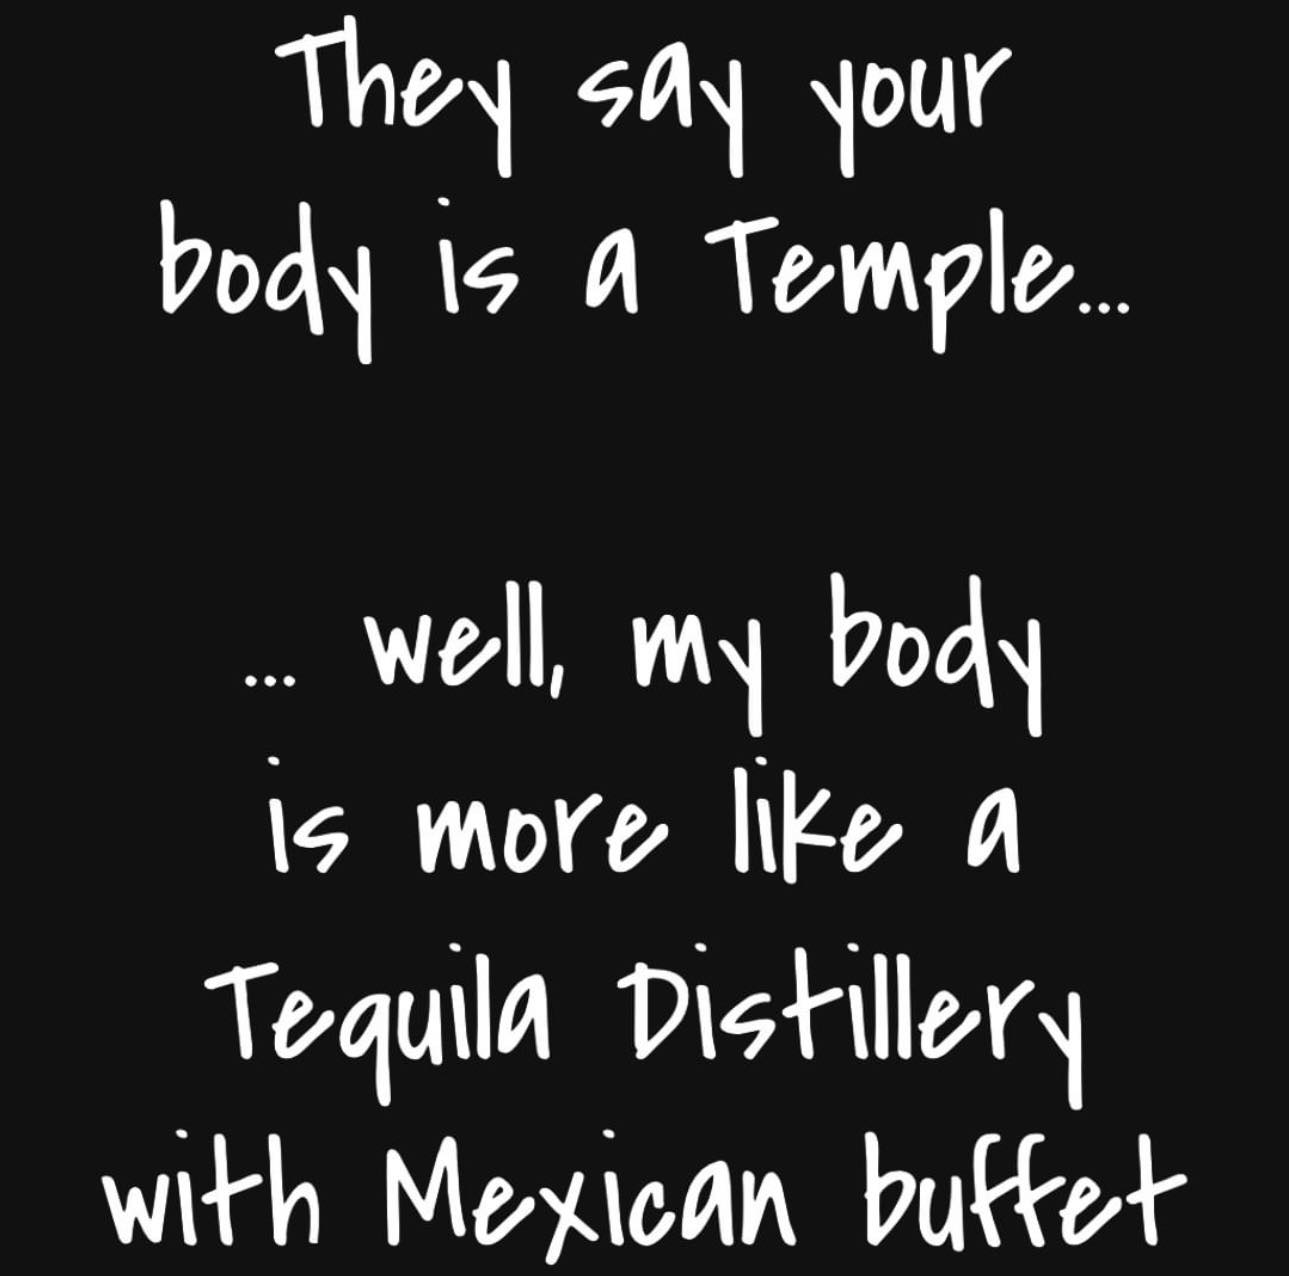 They say your
body is a Temple...
... well, my body
is more like a
Tequila Distillery
with Mexican buffet